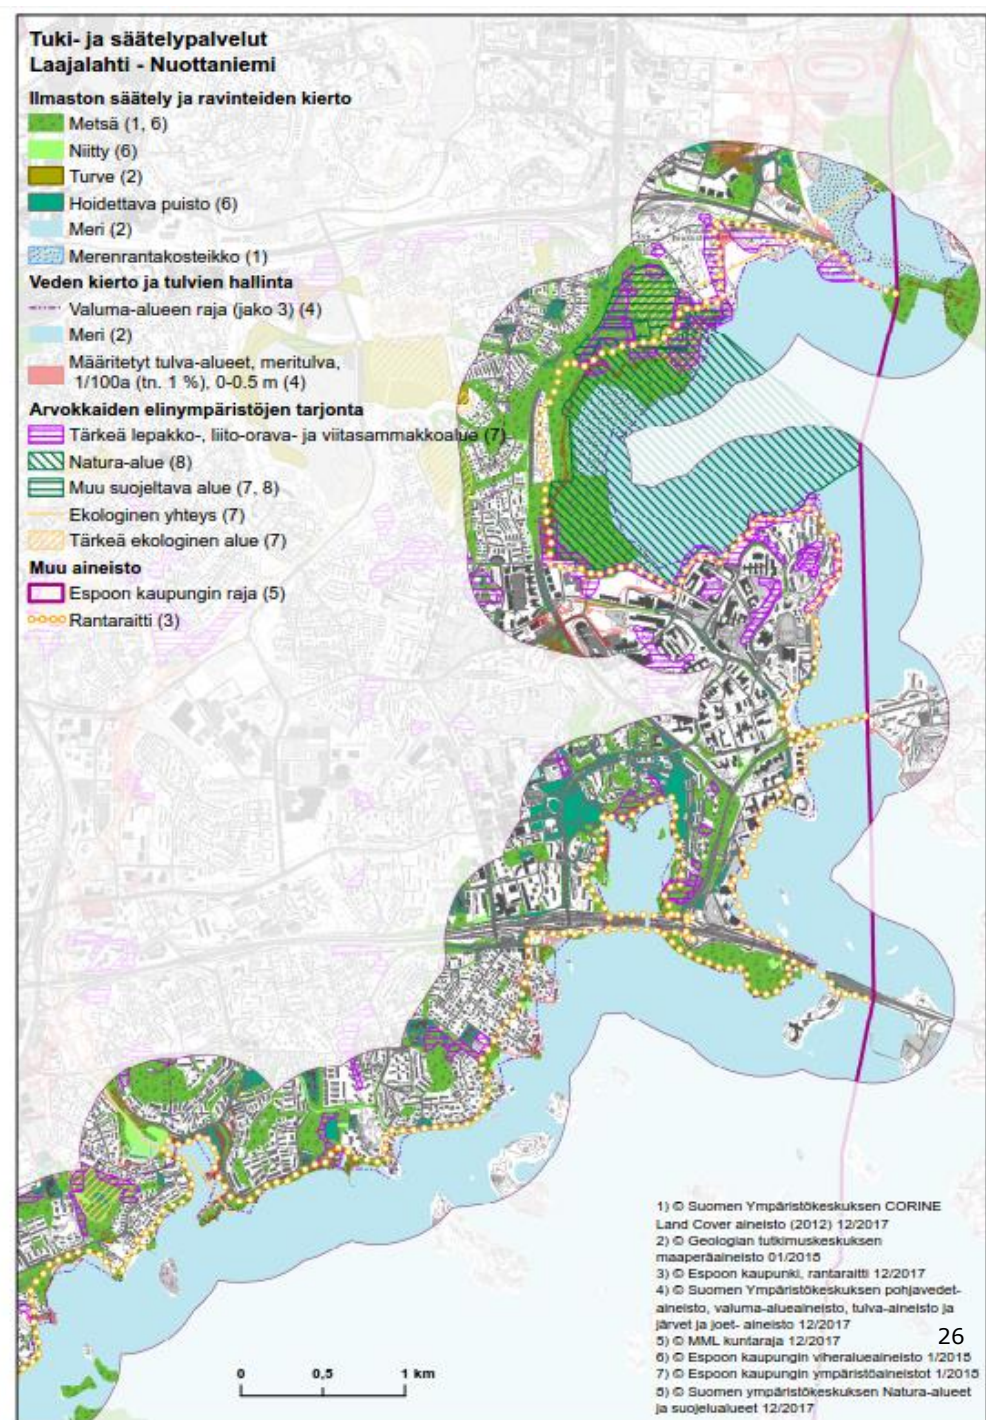 Tuki- ja säätelypalvelut
Laajalahti - Nuottaniemi
Ilmaston säätely ja ravinteiden kierto
Metsä (1, 6)
Niitty (6)
Turve (2)
Hoidettava puisto (6)
Meri (2)
Merenrantakosteikko (1)
Veden kierto ja tulvien hallinta
Valuma-alueen raja (jako 3) (4)
Meri (2)
Määritetyt tulva-alueet, meritulva,
1/100a (tn. 1 %), 0-0.5 m (4)
Arvokkaiden elinympäristöjen tarjonta
Tärkeä lepakko-, liito-orava- ja viitasammakkoalue (7)
Natura-alue (8)
Muu suojeltava alue (7, 8)
Ekologinen yhteys (7)
Tärkeä ekologinen alue (7)
Muu aineisto
Espoon kaupungin raja (5)
Rantaraitti (3)
0 0,5 1 km
1) © Suomen Ympäristökeskuksen CORINE
Land Cover aineisto (2012) 12/2017
2) © Geologian tutkimuskeskuksen
maaperäaineisto 01/2018
3) © Espoon kaupunki, rantaraitti 12/2017
4) © Suomen Ympäristökeskuksen pohjavedet-
aineisto, valuma-alueaineisto, tulva-aineisto ja
järvet ja joet- aineisto 12/2017
5) © MML kuntaraja 12/2017
6) © Espoon kaupungin viheralueaineisto 1/2018
7) © Espoon kaupungin ympäristöaineistot 1/2018
8) © Suomen ympäristökeskuksen Natura-alueet
ja suojelualueet 12/2017
26